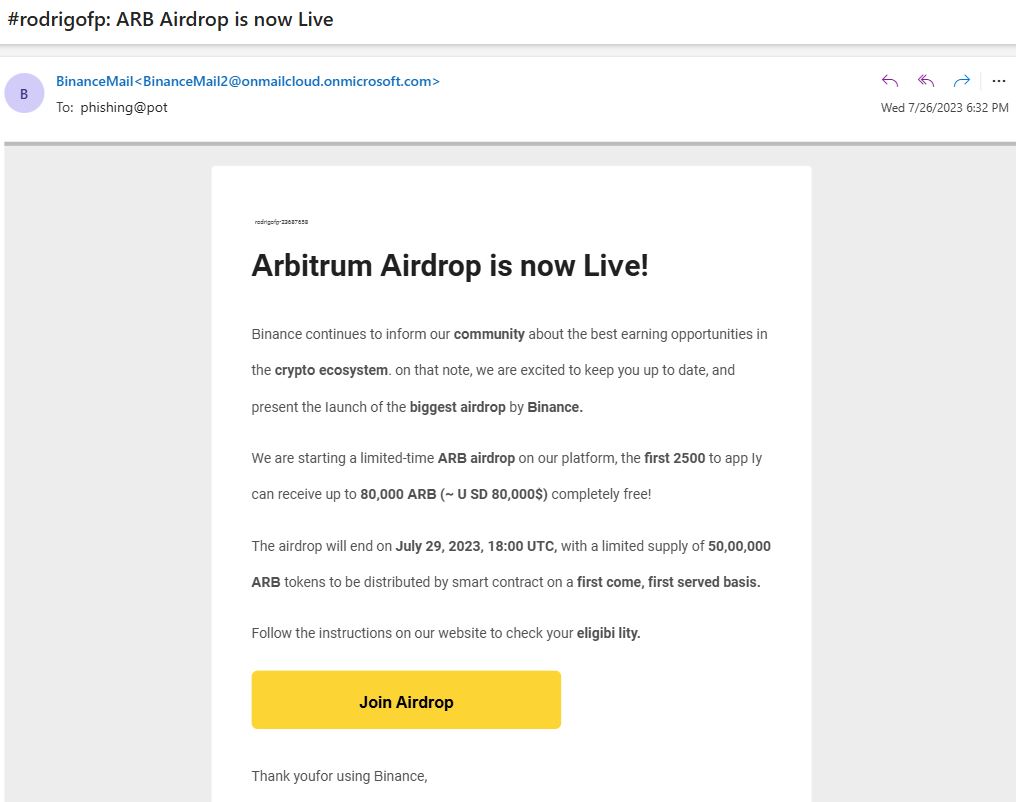 #rodrigofp: ARB Airdrop is now Live
BinanceMail<BinanceMail2@onmailcloud.onmicrosoft.com>
B
To: phishing@pot
Wed 7/26/2023 6:32 PM
rodrigofp-23687658
Arbitrum Airdrop is now Live!
Binance continues to inform our community about the best earning opportunities in
the crypto ecosystem. on that note, we are excited to keep you up to date, and
present the launch of the biggest airdrop by Binance.
We are starting a limited-time ARB airdrop on our platform, the first 2500 to app ly
can receive up to 80,000 ARB (~ U SD 80,000$) completely free!
The airdrop will end on July 29, 2023, 18:00 UTC, with a limited supply of 50,00,000
ARB tokens to be distributed by smart contract on a first come, first served basis.
Follow the instructions on our website to check your eligibi lity.
Join Airdrop
Thank youfor using Binance,